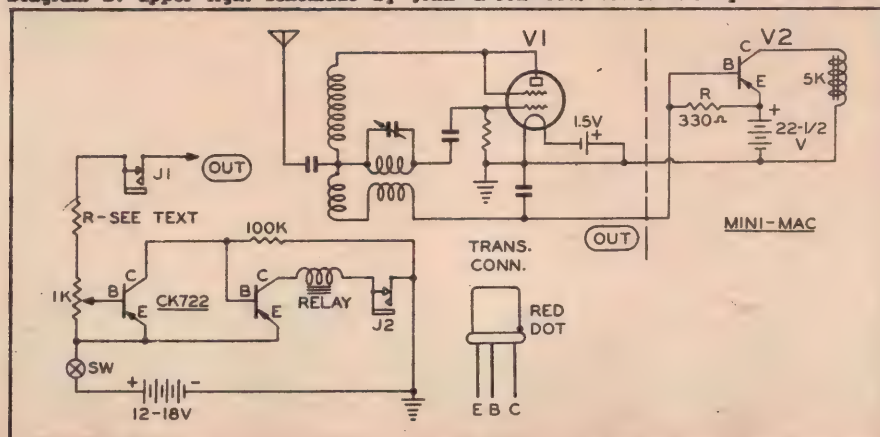 V1
V2
C
B
E
5K
R
330Ω
+
22-1/2
V
1.5V
+
OUT
J1
R-SEE TEXT
100K
C
B
E
CK722
C
B
E
1K
RELAY
J2
SW
+
-
12-18V
OUT
MINI-MAC
TRANS.
CONN.
RED
DOT
E B C